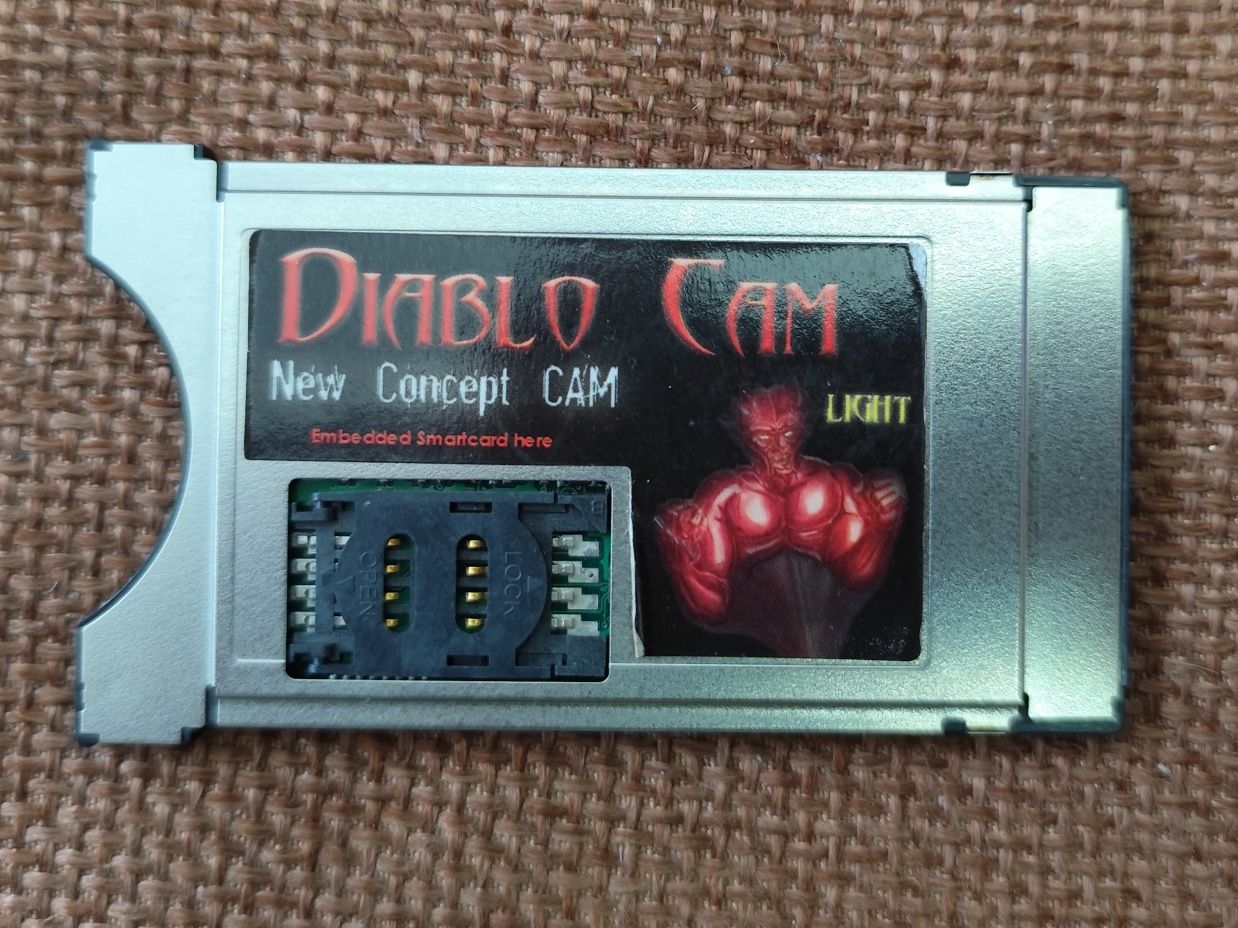 DIABLO CAM
New Concept CAM
LIGHT
Embedded Smartcard here
OPEN
LOCK